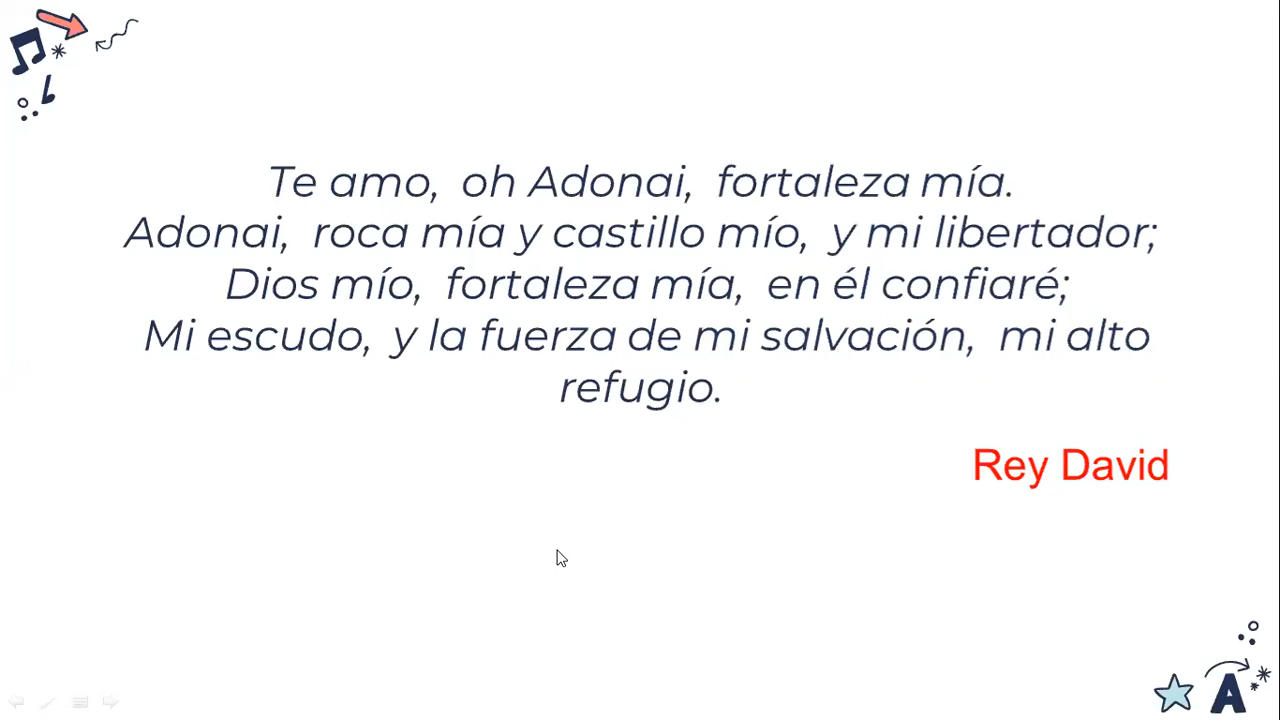 Te amo, oh Adonai, fortaleza mía.
Adonai, roca mía y castillo mío, y mi libertador;
Dios mío, fortaleza mía, en él confiaré;
Mi escudo, y la fuerza de mi salvación, mi alto
refugio.
Rey David
A